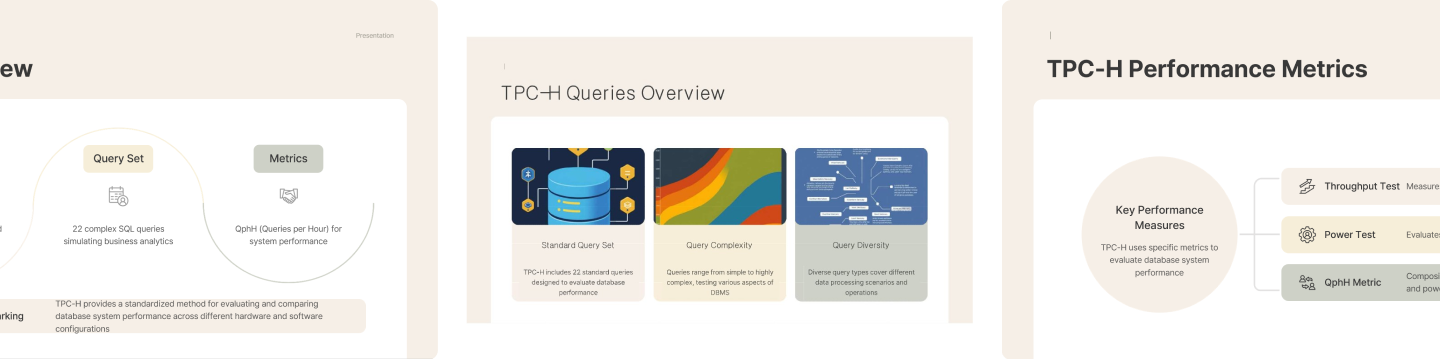 Presentation
ew
Query Set
22 complex SQL queries
simulating business analytics
Metrics
QphH (Queries per Hour) for
system performance
d
rking
TPC-H provides a standardized method for evaluating and comparing
database system performance across different hardware and software
configurations
TPC-H Queries Overview
Standard Query Set
TPC-H includes 22 standard queries
designed to evaluate database
performance
Query Complexity
Queries range from simple to highly
complex, testing various aspects of
DBMS
Query Diversity
Diverse query types cover different
data processing scenarios and
operations
TPC-H Performance Metrics
Key Performance
Measures
TPC-H uses specific metrics to
evaluate database system
performance
Throughput Test Measure
Power Test Evaluates
QphH Metric
Composi
and powe